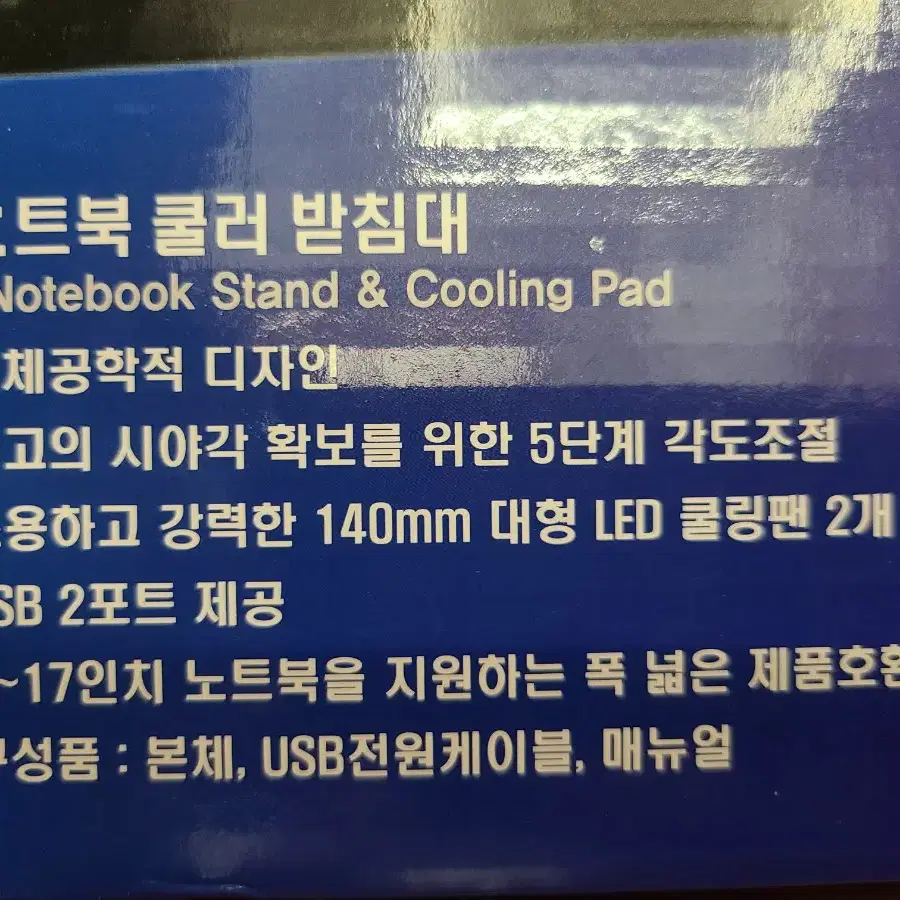 노트북 쿨러 받침대
Notebook Stand & Cooling Pad
체공학적 디자인
고의 시야각 확보를 위한 5단계 각도조절
용하고 강력한 140mm 대형 LED 쿨링팬 2개
SB 2포트 제공
~17인치 노트북을 지원하는 폭 넓은 제품호환
구성품 : 본체, USB전원케이블, 매뉴얼